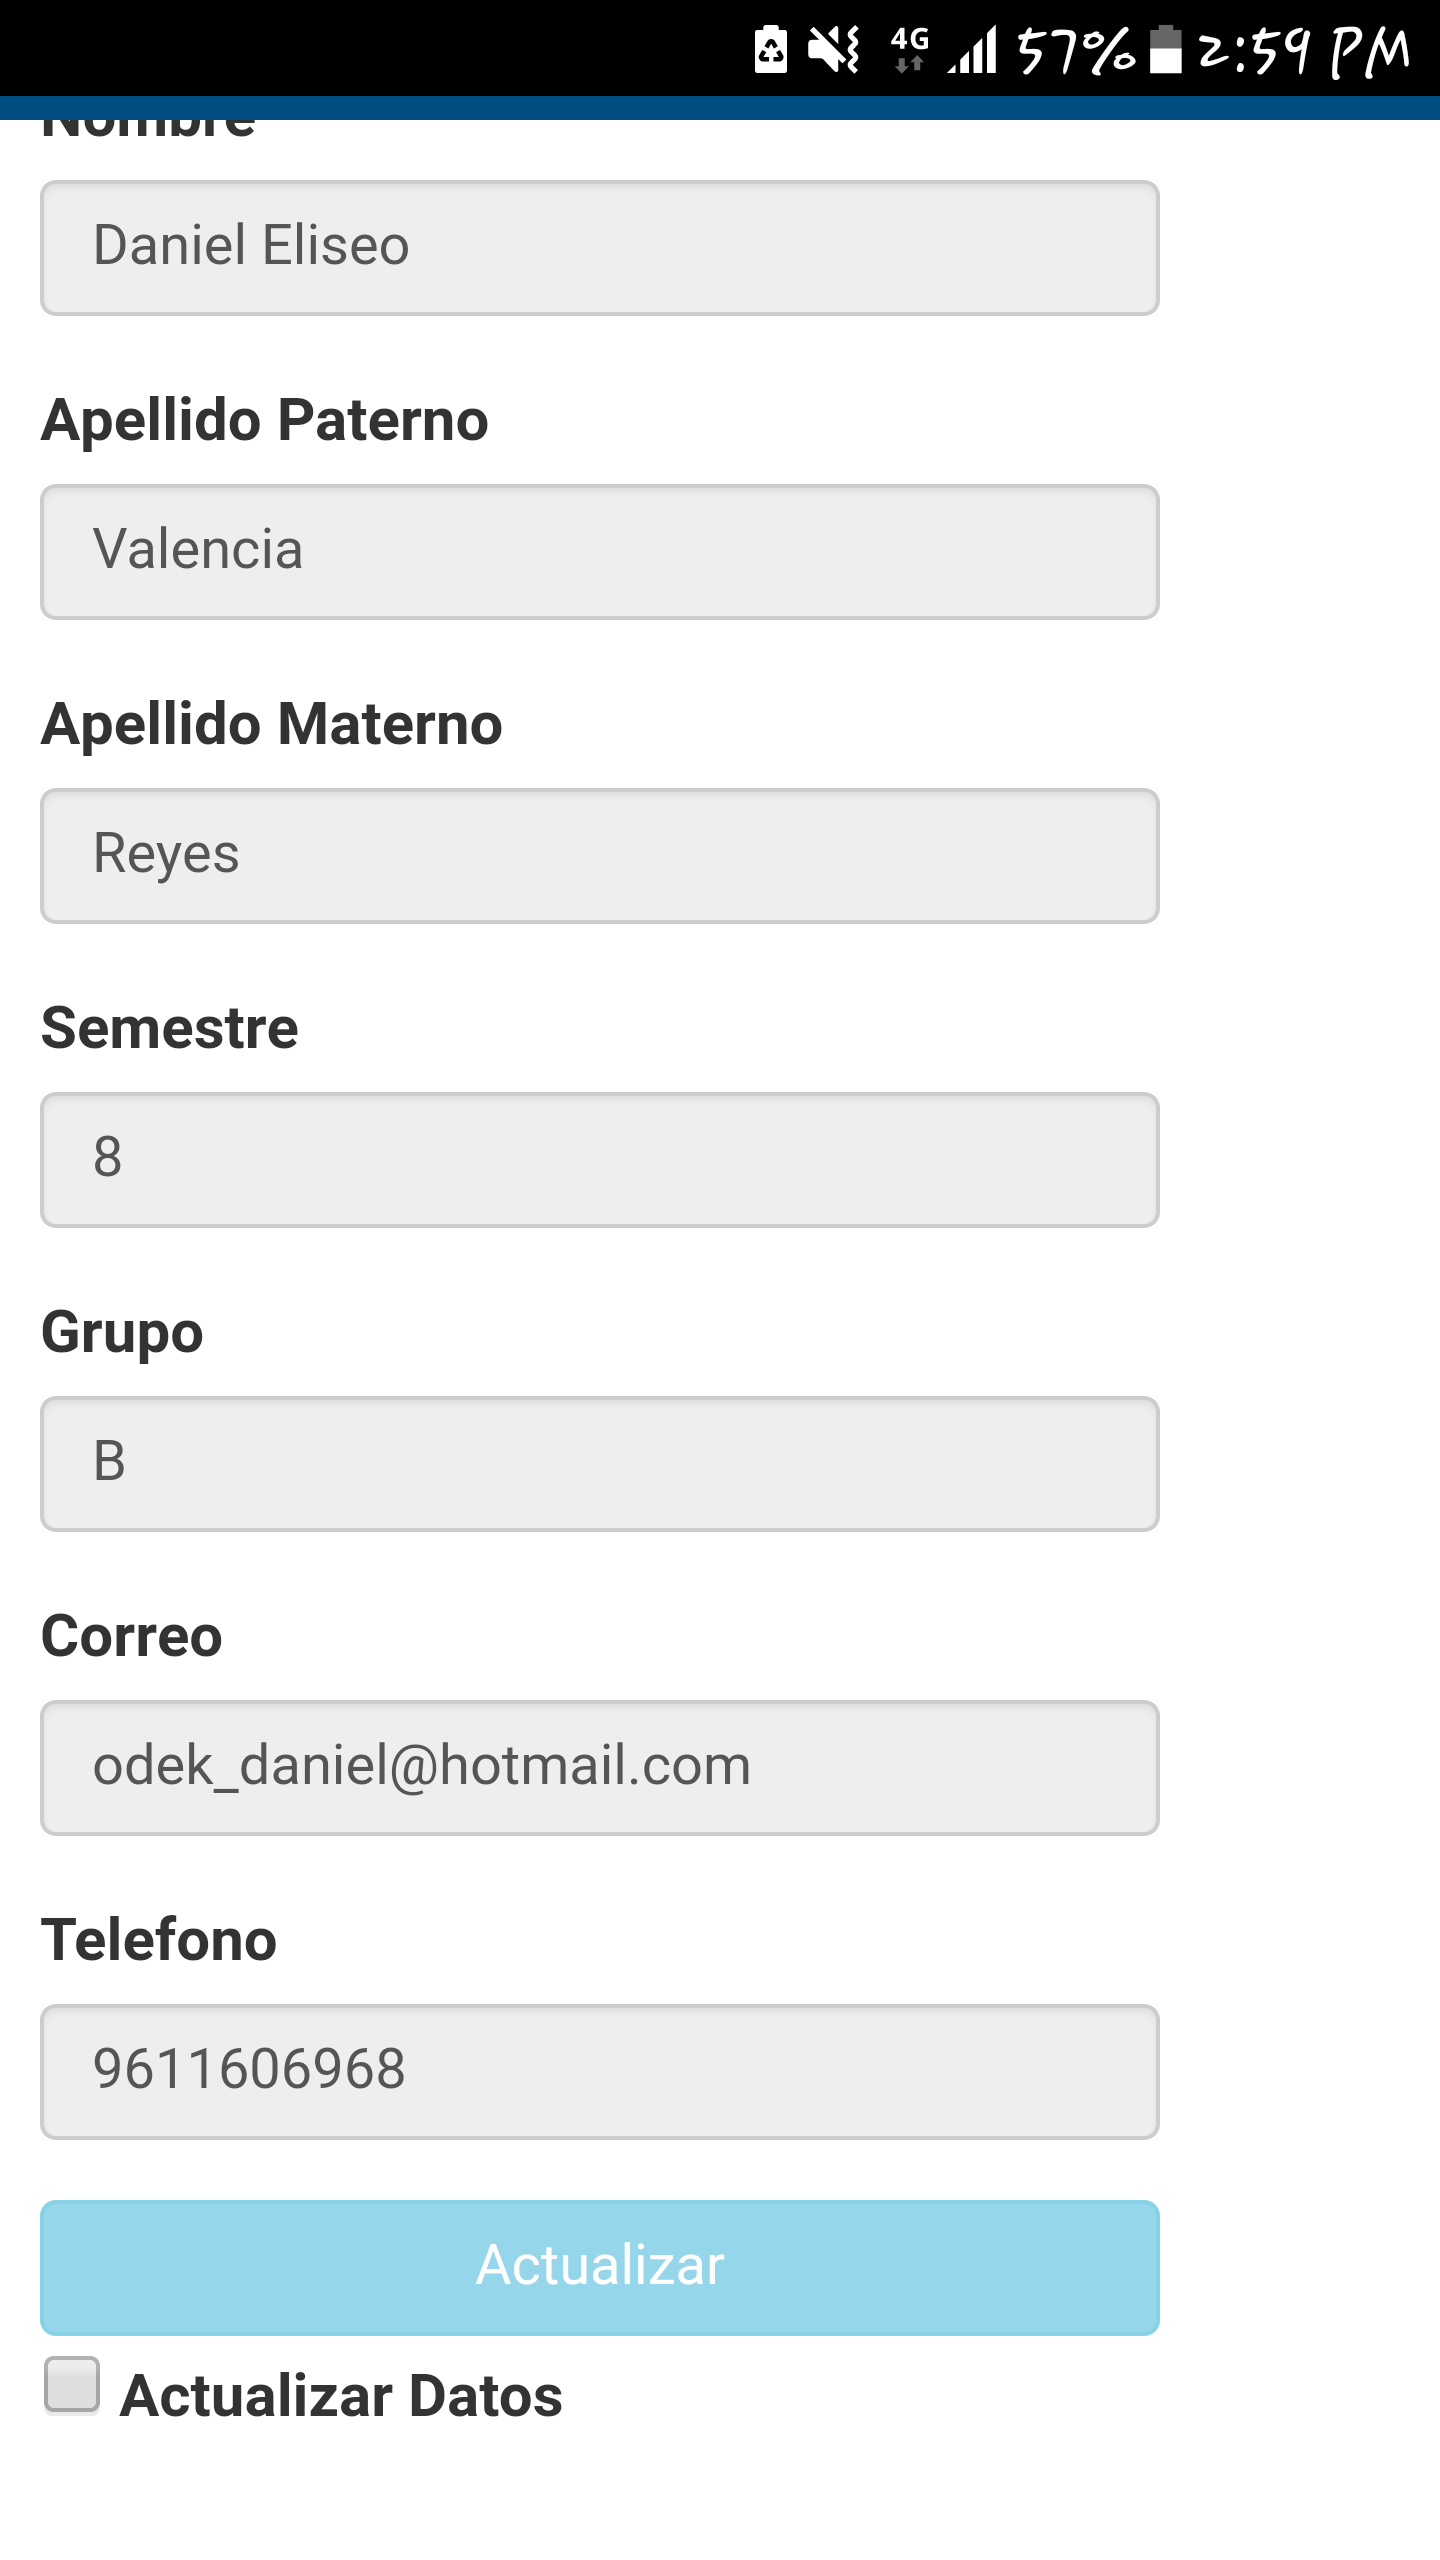 4G 57% 2:59 PM
Nombre
Daniel Eliseo
Apellido Paterno
Valencia
Apellido Materno
Reyes
Semestre
8
Grupo
B
Correo
odek_daniel@hotmail.com
Telefono
9611606968
Actualizar
Actualizar Datos